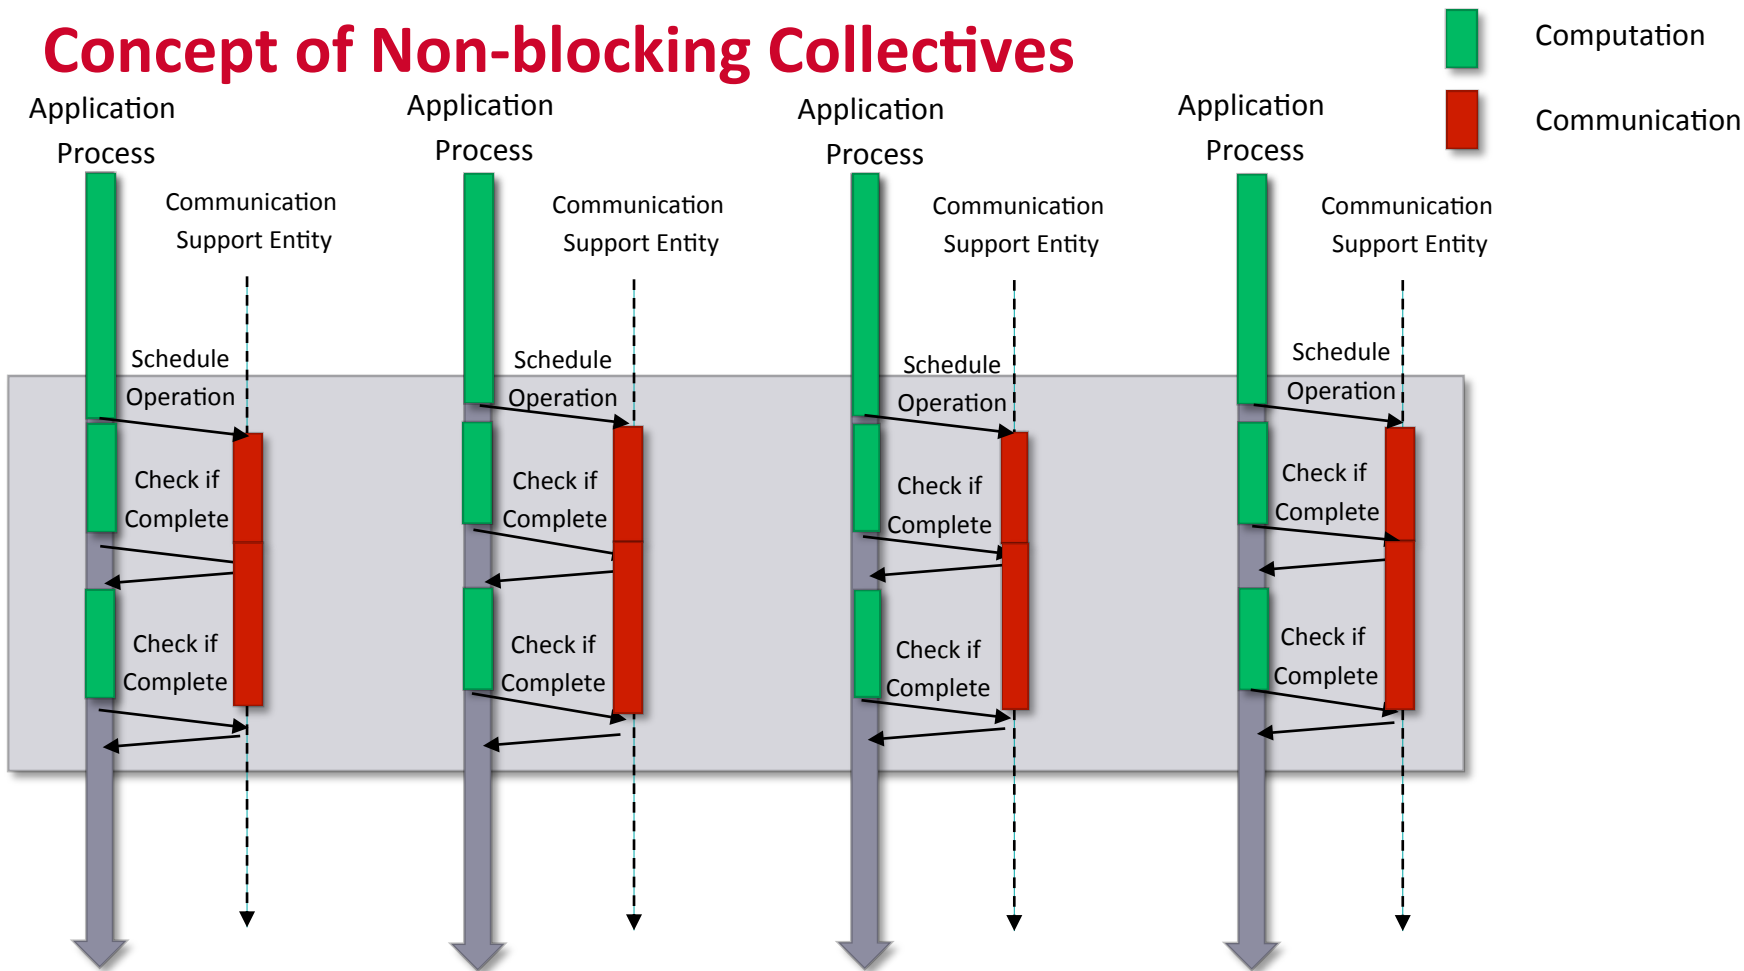 Concept of Non-blocking Collectives
Computation
Communication
Application
Process
Application
Process
Application
Process
Application
Process
Communication
Support Entity
Communication
Support Entity
Communication
Support Entity
Communication
Support Entity
Schedule
Operation
Schedule
Operation
Schedule
Operation
Schedule
Operation
Check if
Complete
Check if
Complete
Check if
Complete
Check if
Complete
Check if
Complete
Check if
Complete
Check if
Complete
Check if
Complete